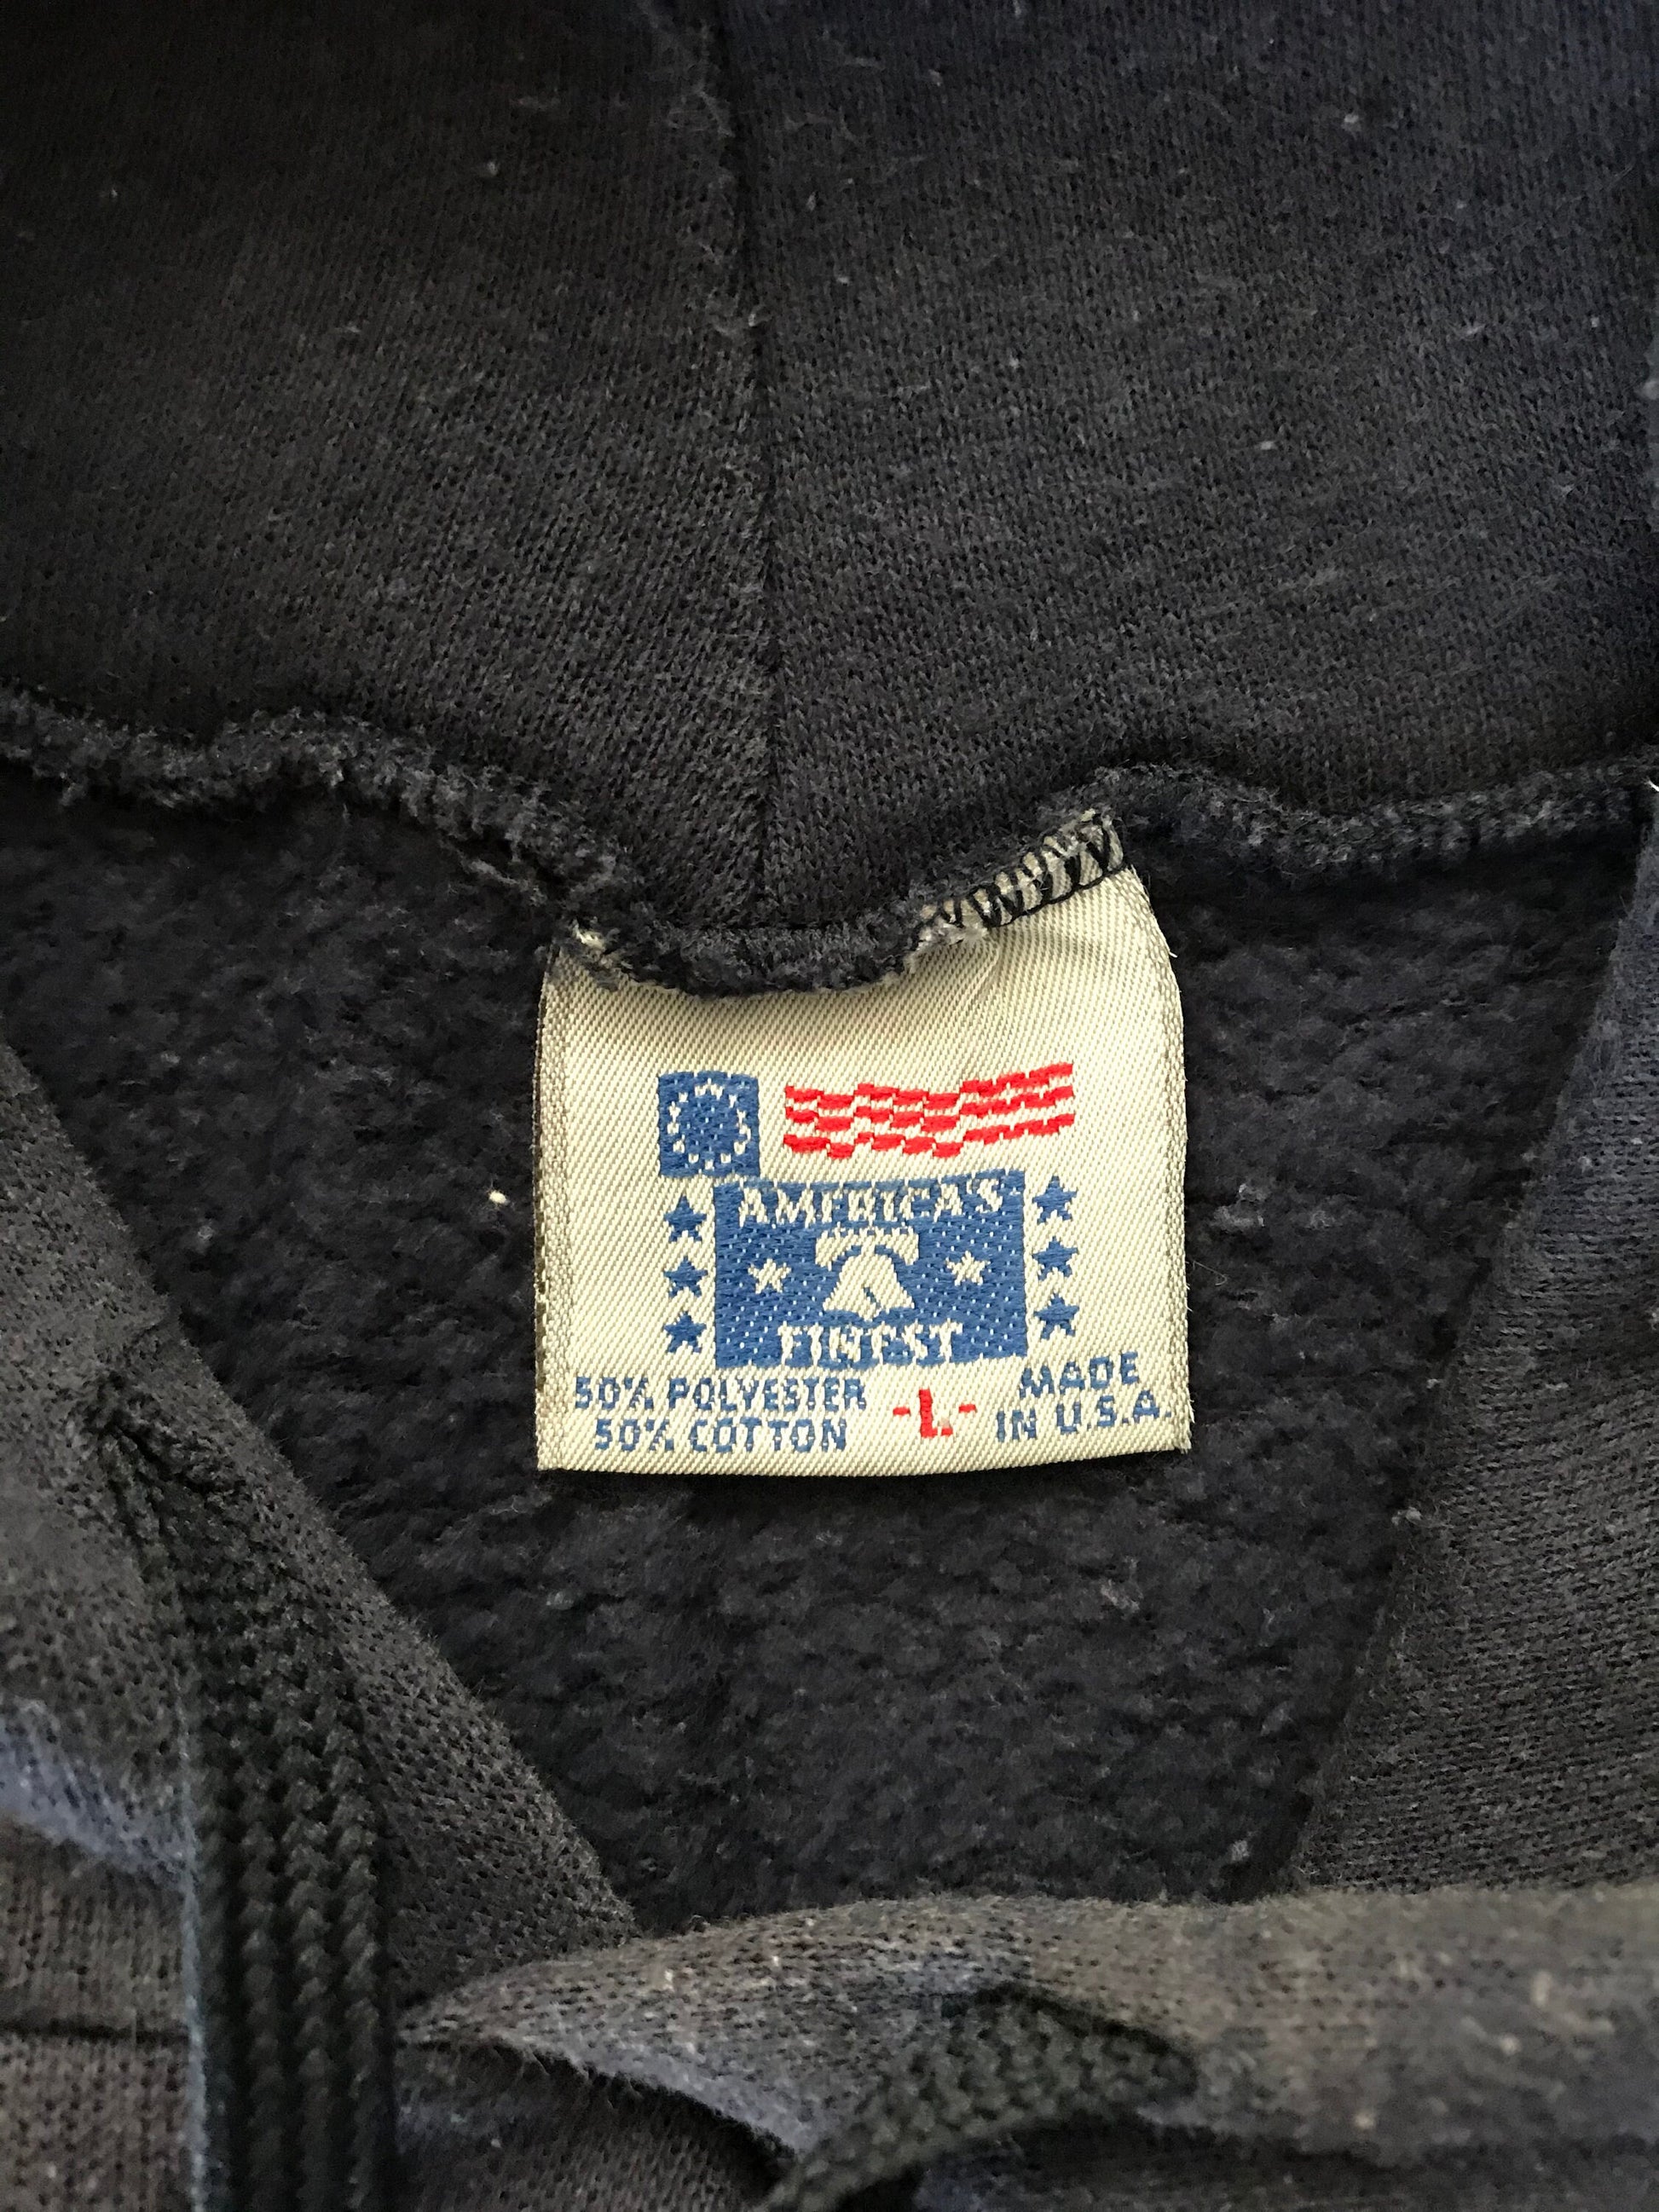 AMERICA'S
FINEST
50% POLYESTER
50% COTTON
-L-
MADE
IN U.S.A.